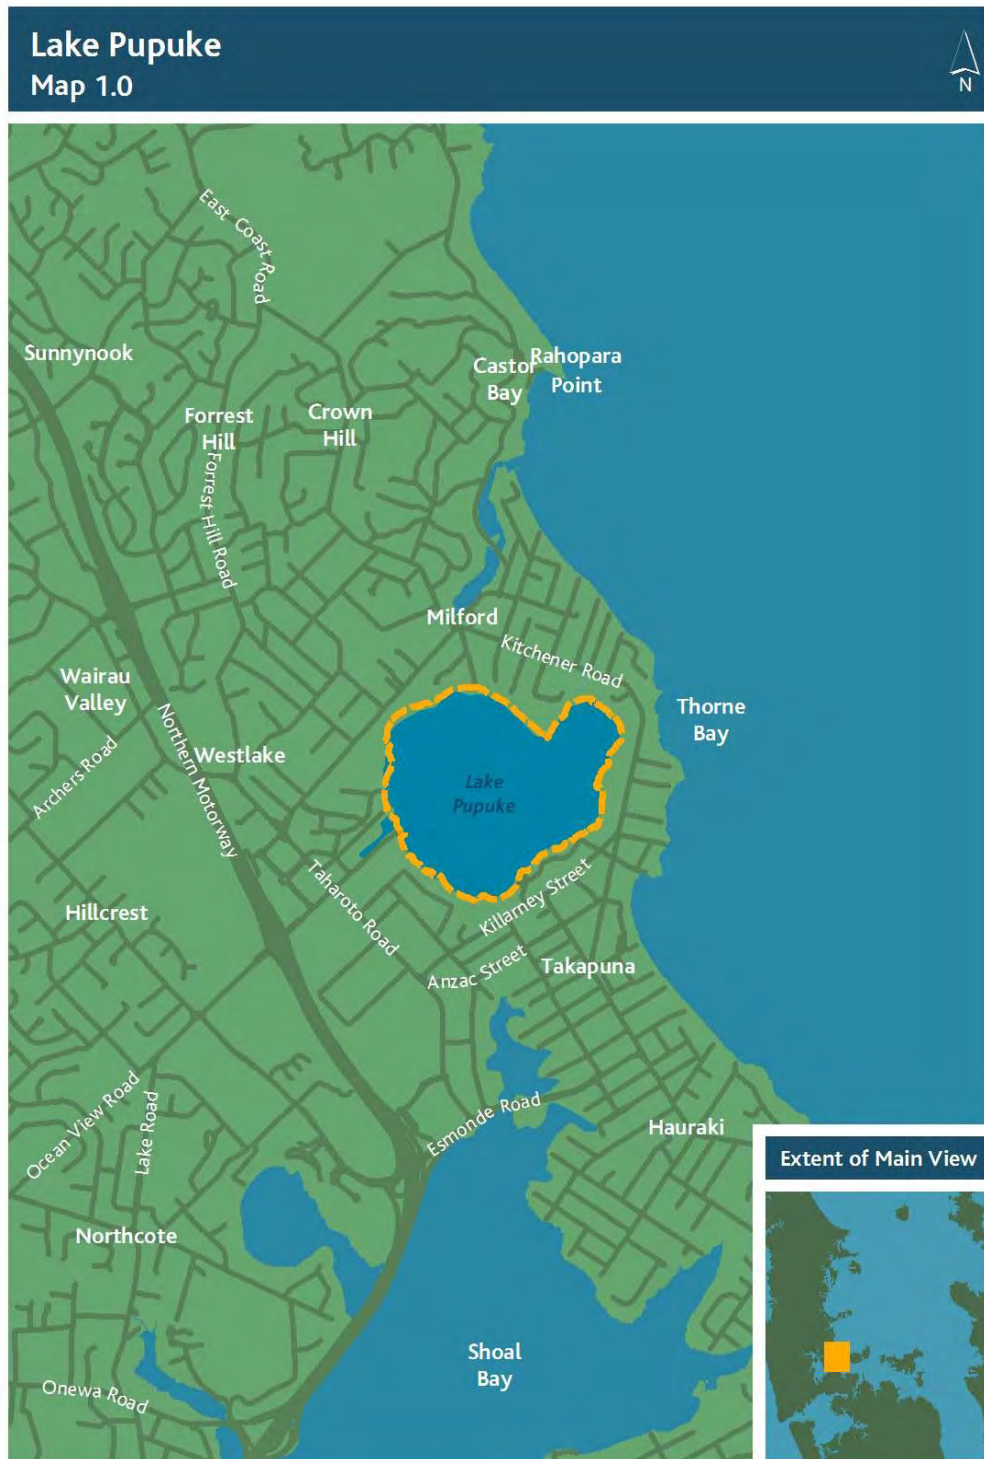 Lake Pupuke
Map 1.0
N
East Coast Road
Sunnynook
Castor
Bay
Rahopara
Point
Forrest
Hill
Crown
Hill
Forrest Hill Road
Milford
Kitchener Road
Wairau
Valley
Thorne
Bay
Northern Motorway
Westlake
Archers Road
Lake
Pupuke
Taharoto Road
Killarney Street
Hillcrest
Anzac Street
Takapuna
Ocean View Road
Lake Road
Esmonde Road
Hauraki
Extent of Main View
Northcote
Shoal
Bay
Onewa Road